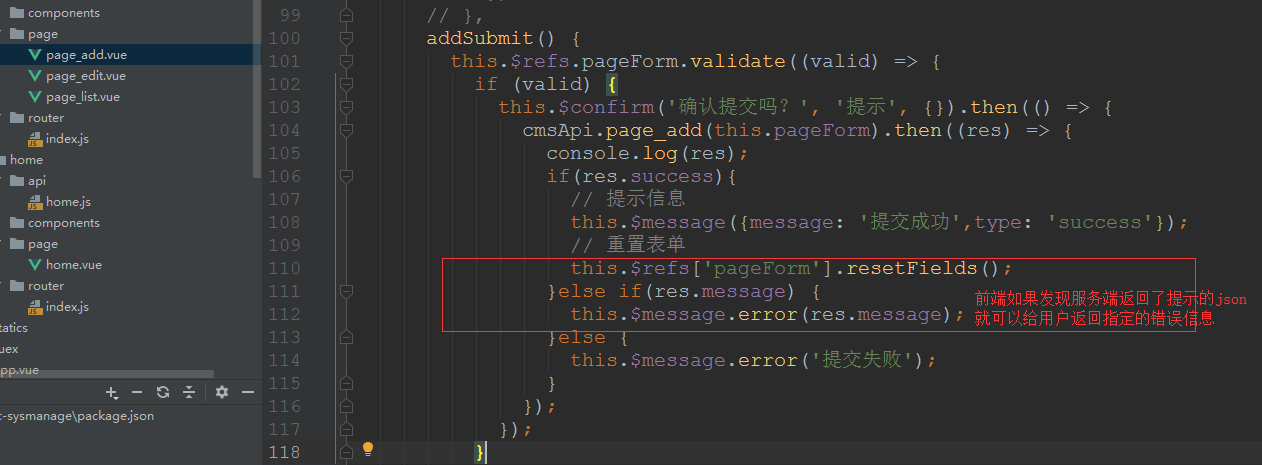 components
page
page_add.vue
page_edit.vue
page_list.vue
router
index.js
home
api
home.js
components
page
home.vue
router
index.js
tatics
uex
pp.vue
t-sysmanage\package.json
99 // },
100 addSubmit() {
101 this.$refs.pageForm.validate((valid) => {
102 if (valid) {
103 this.$confirm('确认提交吗？', '提示', {}).then(() => {
104 cmsApi.page_add(this.pageForm).then((res) => {
105 console.log(res);
106 if(res.success){
107 // 提示信息
108 this.$message({message: '提交成功',type: 'success'});
109 // 重置表单
110 this.$refs['pageForm'].resetFields();
111 }else if(res.message) {
112 this.$message.error(res.message);
113 }else {
114 this.$message.error('提交失败');
115 }
116 });
117 });
118 }
前端如果发现服务端返回了提示的json
就可以给用户返回指定的错误信息